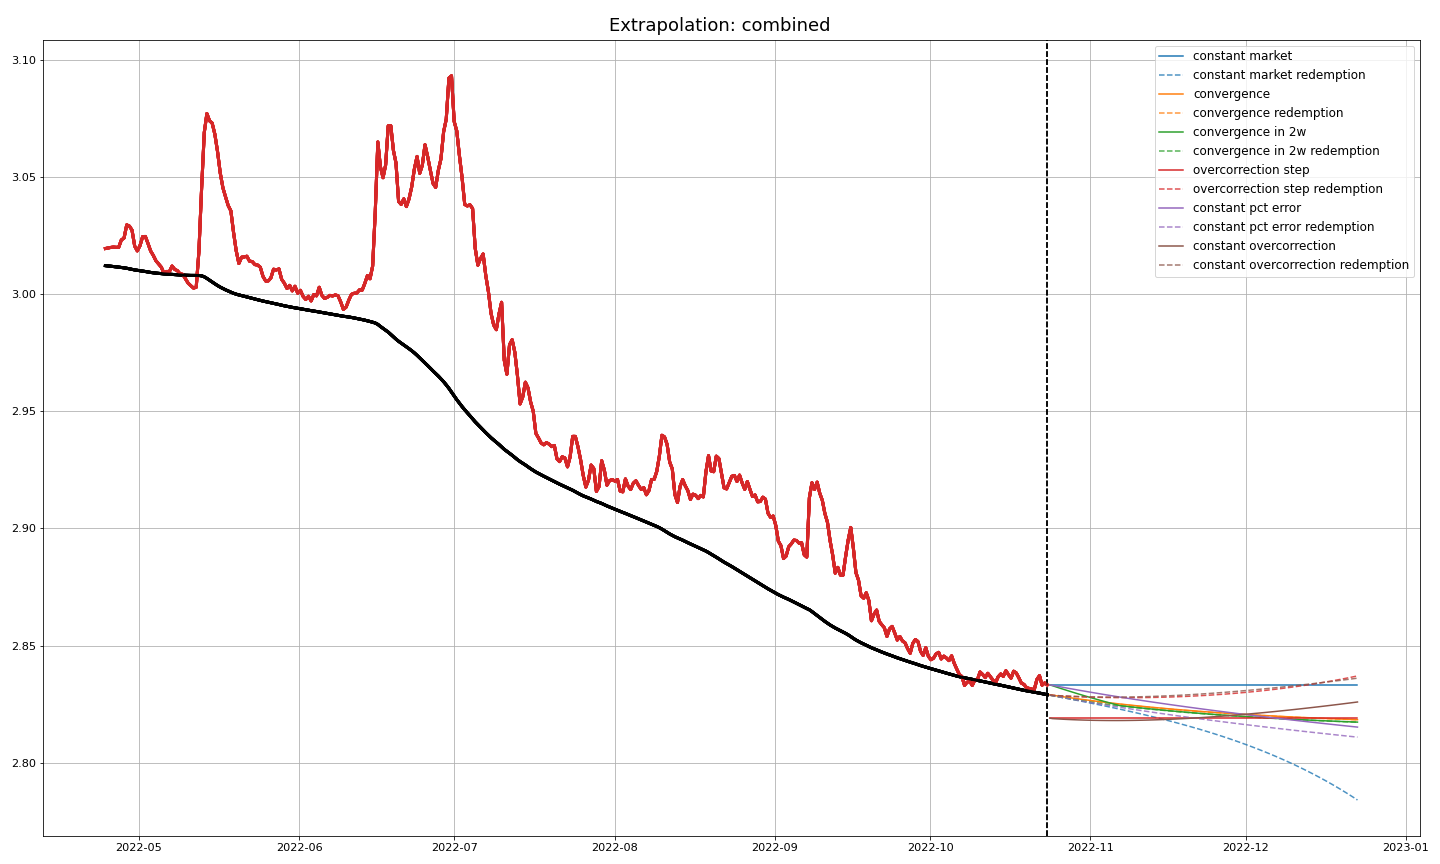 Extrapolation: combined
3.10
3.05
3.00
2.95
2.90
2.85
2.80
constant market
constant market redemption
convergence
convergence redemption
convergence in 2w
convergence in 2w redemption
overcorrection step
overcorrection step redemption
constant pct error
constant pct error redemption
constant overcorrection
constant overcorrection redemption
2022-05 2022-06 2022-07 2022-08 2022-09 2022-10 2022-11 2022-12 2023-01